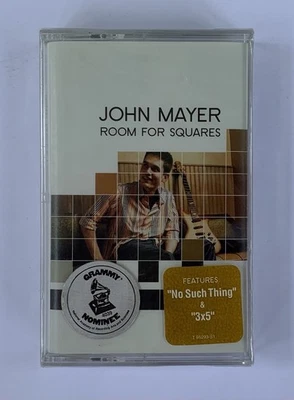 JOHN MAYER
ROOM FOR SQUARES
GRAMMY®
NOMINEE
FEATURES
"No Such Thing"
&
"3x5"